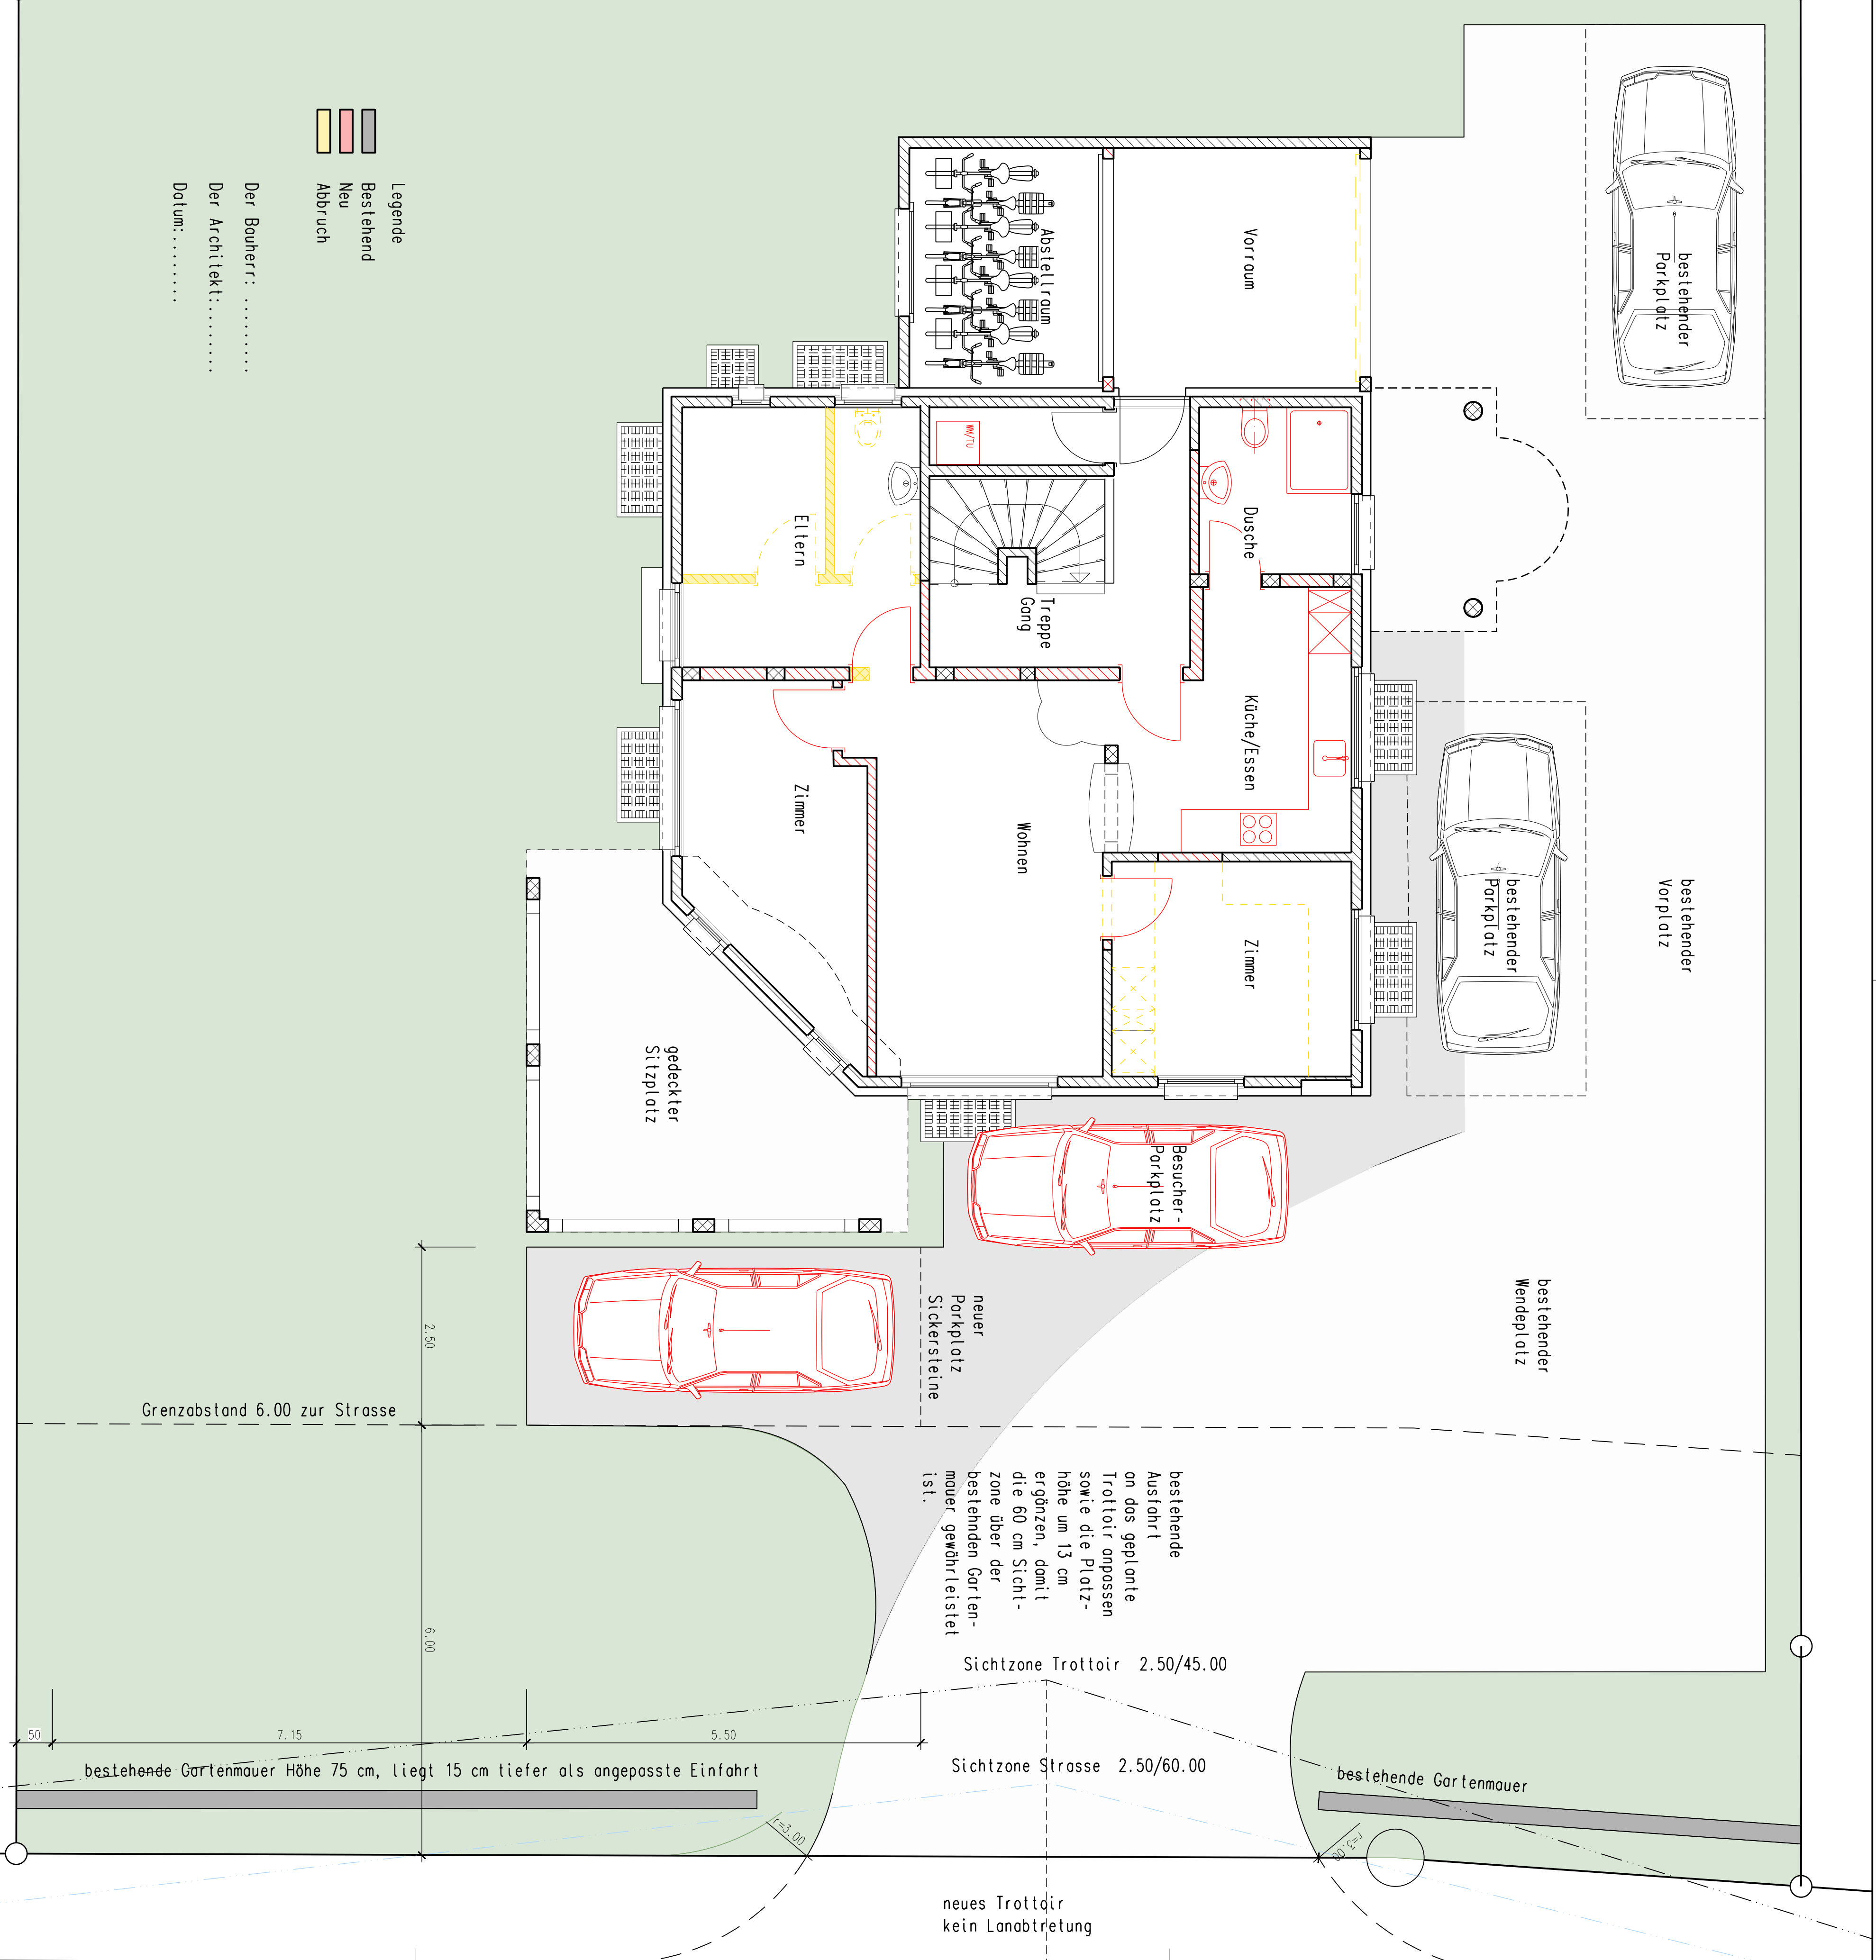 Legende
Bestehend
Neu
Abbruch
Der Bauherr: .........
Der Architekt:........
Datum:........
bestehender
Parkplatz
Vorraum
Abstellraum
WM/TU
Dusche
Eltern
Treppe
Gang
Küche/Essen
Zimmer
Wohnen
Zimmer
bestehender
Parkplatz
bestehender
Vorplatz
gedeckter
Sitzplatz
Besucher-
Parkplatz
neuer
Parkplatz
Sickersteine
bestehender
Wendeplatz
2.50
Grenzabstand 6.00 zur Strasse
6.00
bestehende
Ausfahrt
an das geplante
Trottoir anpassen
sowie die Platz-
höhe um 13 cm
ergänzen, damit
die 60 cm Sicht-
zone über der
bestehnden Garten-
mauer gewährleistet
ist.
Sichtzone Trottoir 2.50/45.00
50
7.15
5.50
bestehende Gartenmauer Höhe 75 cm, liegt 15 cm tiefer als angepasste Einfahrt
Sichtzone Strasse 2.50/60.00
bestehende Gartenmauer
r=3.00
r=3.00
neues Trottoir
kein Lanabtretung